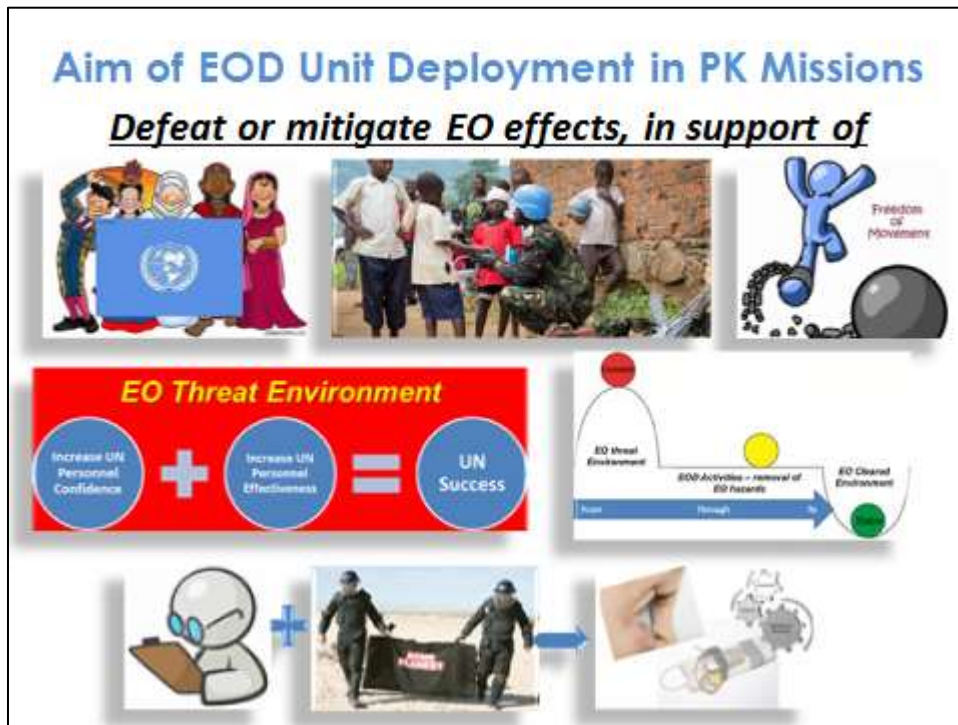 Aim of EOD Unit Deployment in PK Missions
Defeat or mitigate EO effects, in support of
Freedom
of
Movement
EO Threat Environment
Increase UN
Personnel
Confidence
Increase UN
Personnel
Effectiveness
UN
Success
EO threat
Environment
EOD Activities – removal of
EO hazards
EO Cleared
Environment
From
Through
To